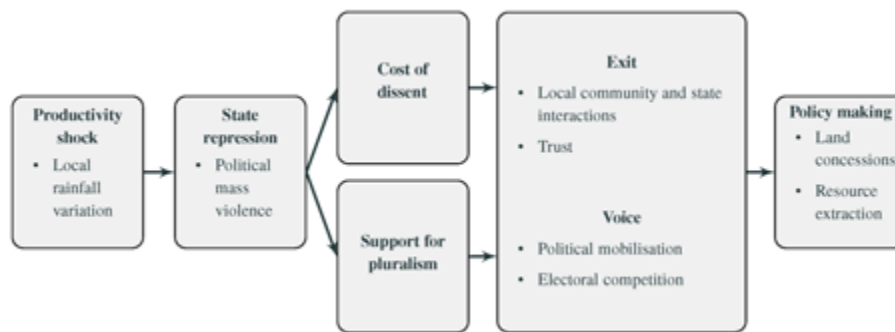 Productivity
shock
• Local
rainfall
variation
State
repression
• Political
mass
violence
Cost of
dissent
Support for
pluralism
Exit
• Local community and state
interactions
• Trust
Voice
• Political mobilisation
• Electoral competition
Policy making
• Land
concessions
• Resource
extraction